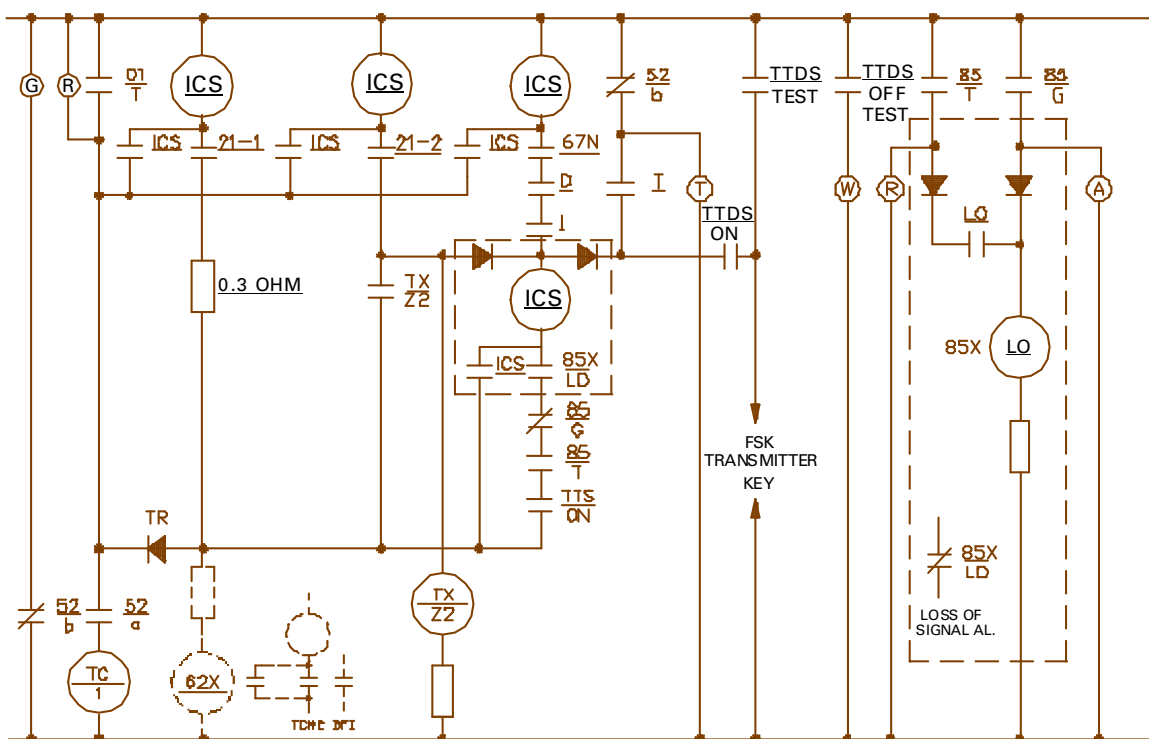 G
R
01
T
ICS
ICS
ICS
52
b
TTDS
TEST
TTDS
OFF
TEST
85
T
85
G
ICS
21-1
ICS
21-2
ICS
67N
D
I
I
T
TTDS
ON
W
R
A
LO
0.3 OHM
TX
Z2
ICS
ICS
85X
LD
85X
LO
85
G
85
T
TTS
ON
FSK
TRANSMITTER
KEY
TR
52
b
52
a
TX
Z2
85X
LD
LOSS OF
SIGNAL AL.
TC
1
62X